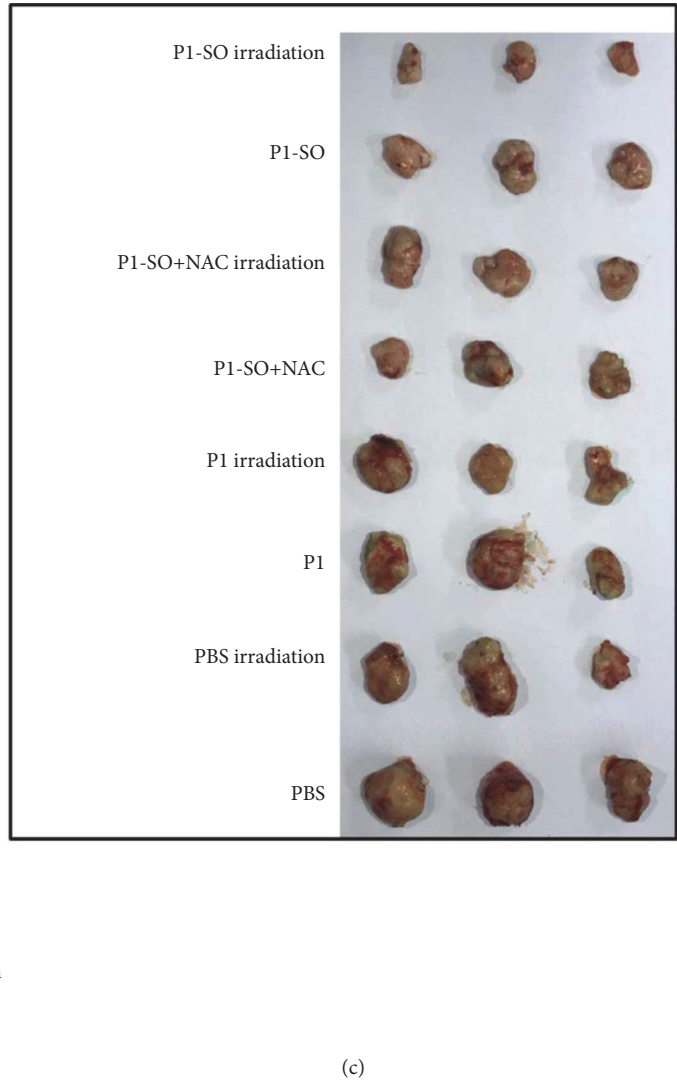 P1-SO irradiation
P1-SO
P1-SO+NAC irradiation
P1-SO+NAC
P1 irradiation
P1
PBS irradiation
PBS
(c)